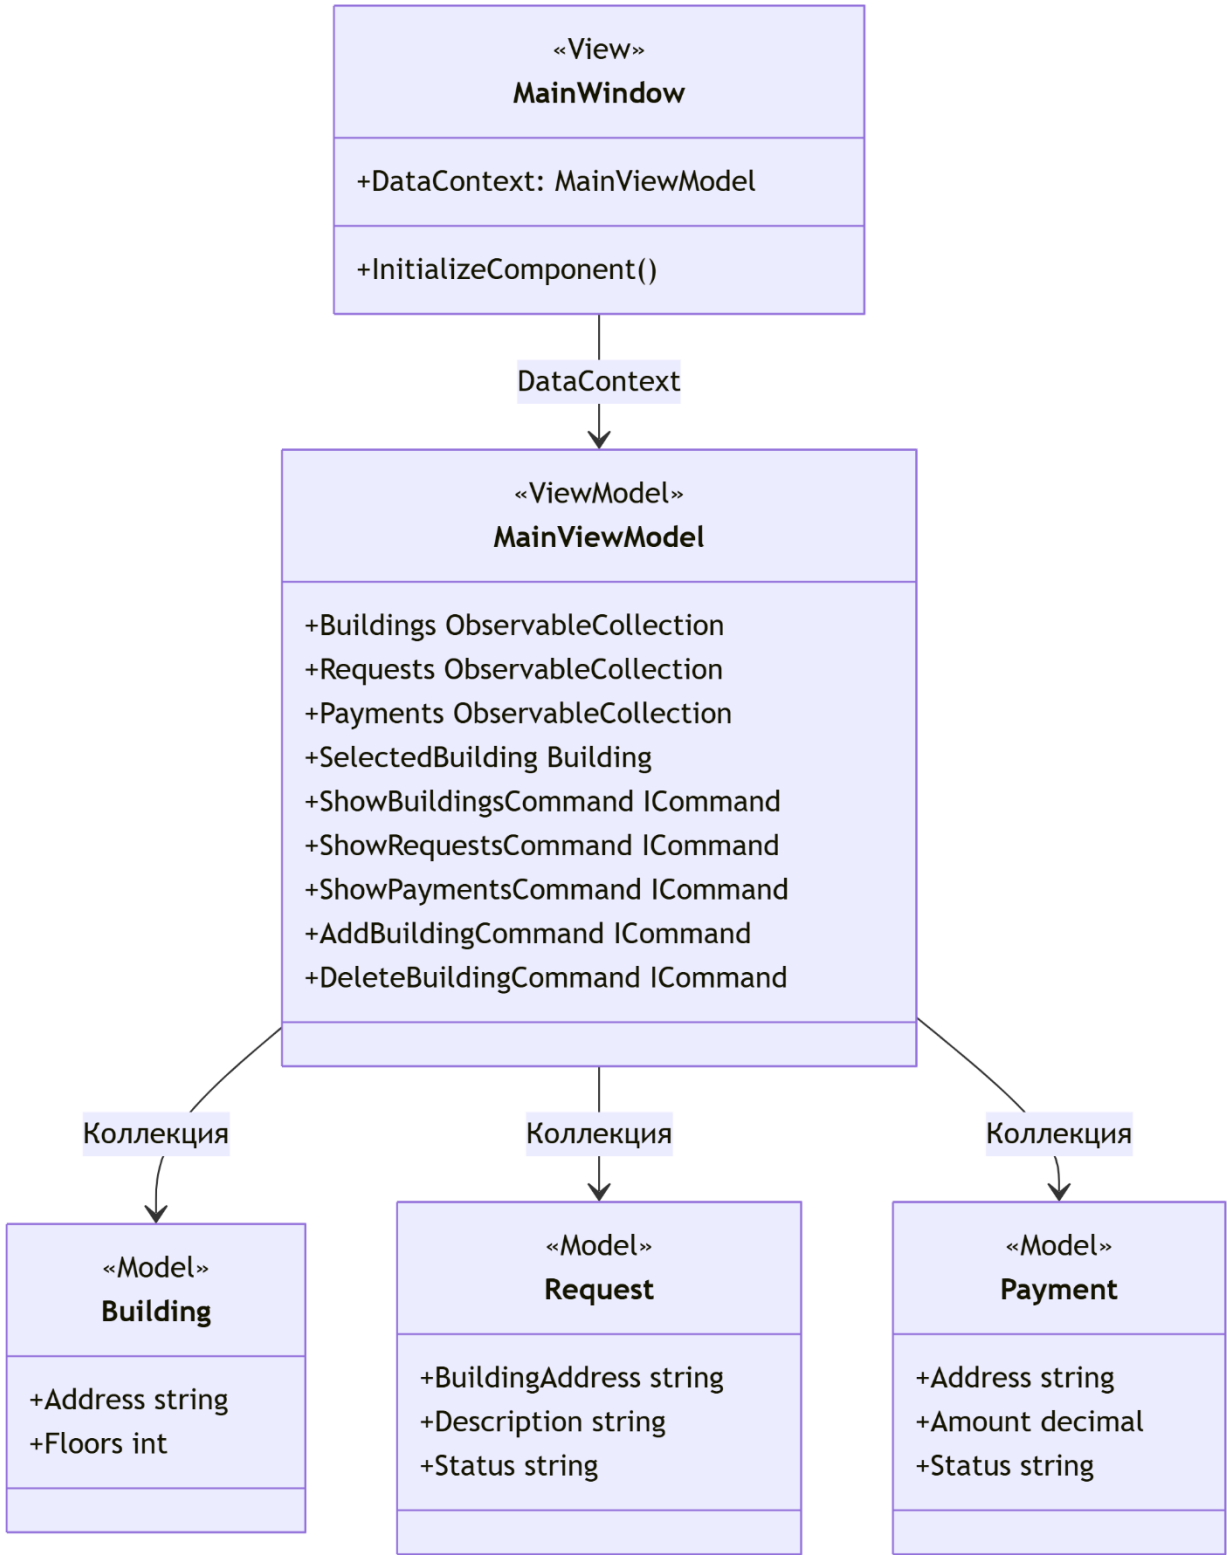 «View»
MainWindow
+DataContext: MainViewModel
+InitializeComponent()
DataContext
«ViewModel»
MainViewModel
+Buildings ObservableCollection
+Requests ObservableCollection
+Payments ObservableCollection
+SelectedBuilding Building
+ShowBuildingsCommand ICommand
+ShowRequestsCommand ICommand
+ShowPaymentsCommand ICommand
+AddBuildingCommand ICommand
+DeleteBuildingCommand ICommand
Коллекция
Коллекция
Коллекция
«Model»
Building
+Address string
+Floors int
«Model»
Request
+BuildingAddress string
+Description string
+Status string
«Model»
Payment
+Address string
+Amount decimal
+Status string